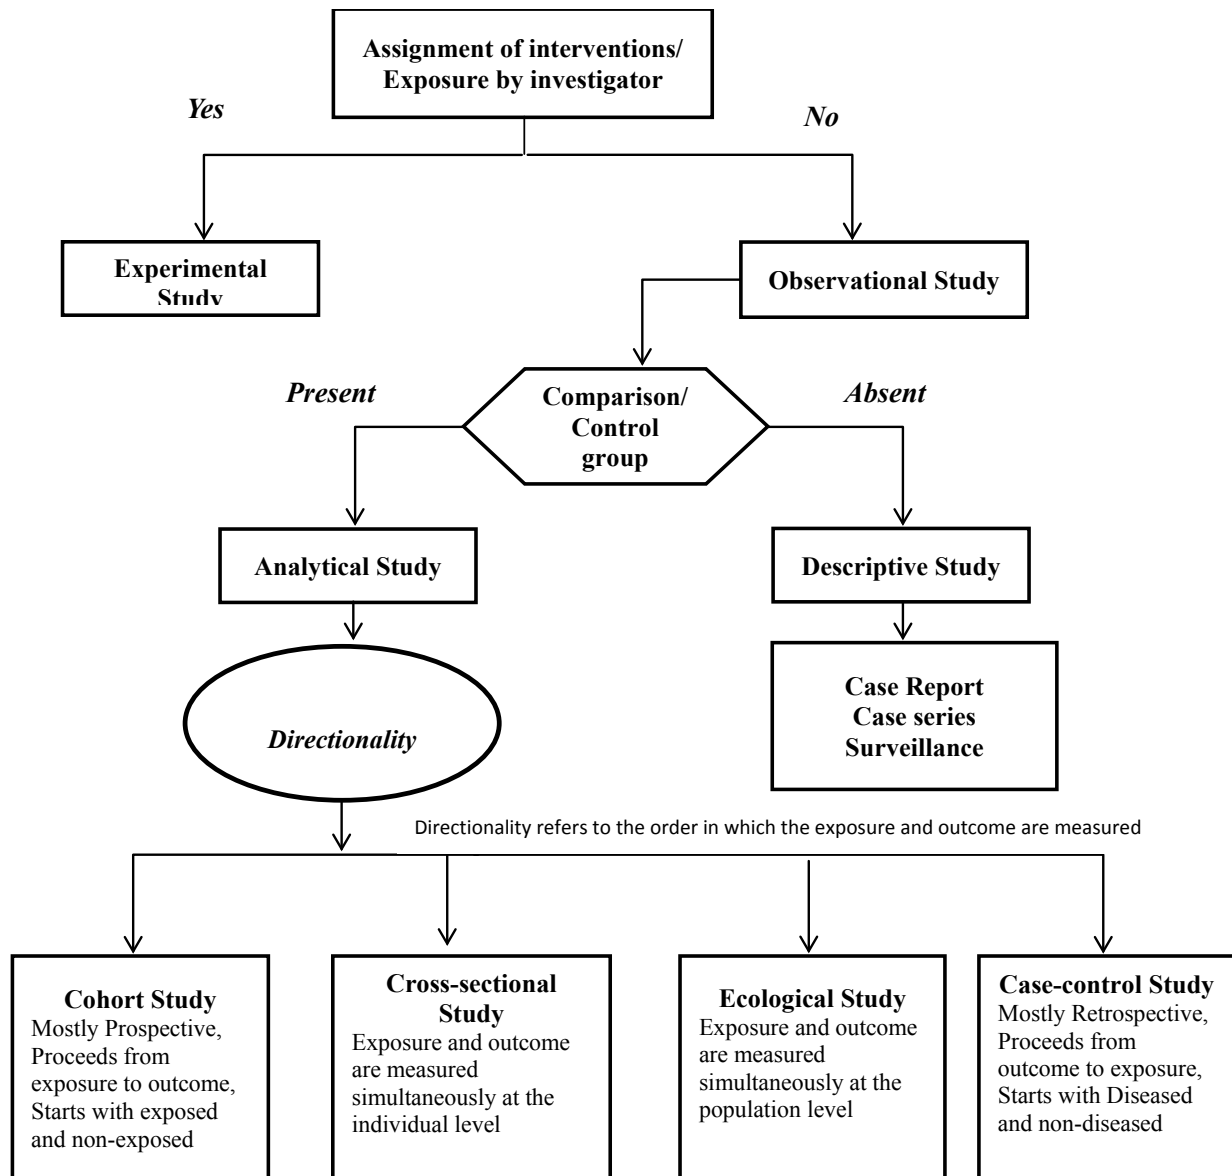 Assignment of interventions/
Exposure by investigator
Yes
No
Experimental
Study
Observational Study
Present
Comparison/
Control
group
Absent
Analytical Study
Descriptive Study
Directionality
Case Report
Case series
Surveillance
Directionality refers to the order in which the exposure and outcome are measured
Cohort Study
Mostly Prospective,
Proceeds from
exposure to outcome,
Starts with exposed
and non-exposed
Cross-sectional
Study
Exposure and outcome
are measured
simultaneously at the
individual level
Ecological Study
Exposure and outcome
are measured
simultaneously at the
population level
Case-control Study
Mostly Retrospective,
Proceeds from
outcome to exposure,
Starts with Diseased
and non-diseased